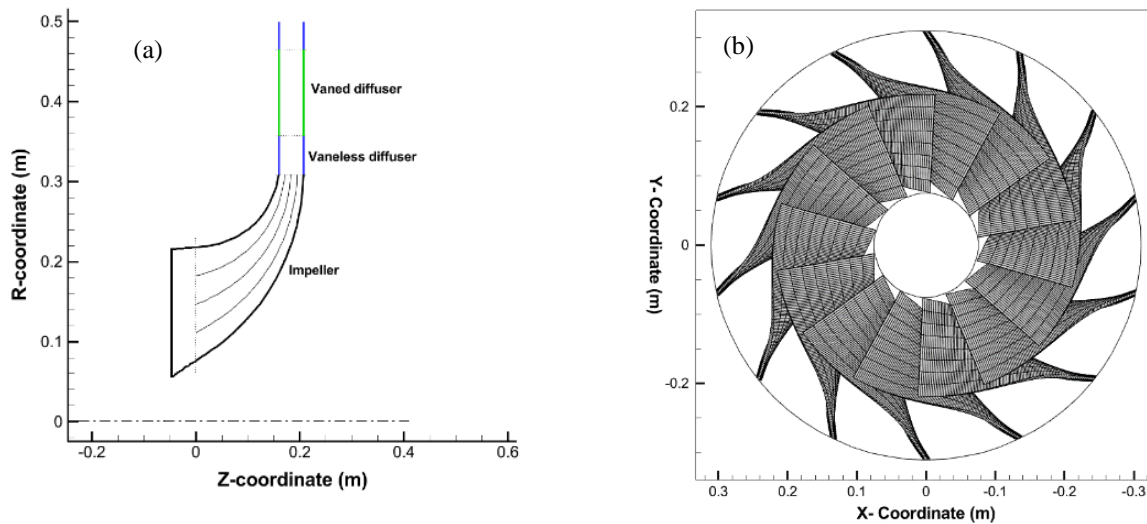 (a)
R-coordinate (m)
0.5
0.4
0.3
0.2
0.1
0
Vaned diffuser
Vaneless diffuser
Impeller
-0.2
0
0.2
0.4
0.6
Z-coordinate (m)
(b)
Y- Coordinate (m)
0.2
0
-0.2
0.3
0.2
0.1
0
-0.1
-0.2
-0.3
X- Coordinate (m)